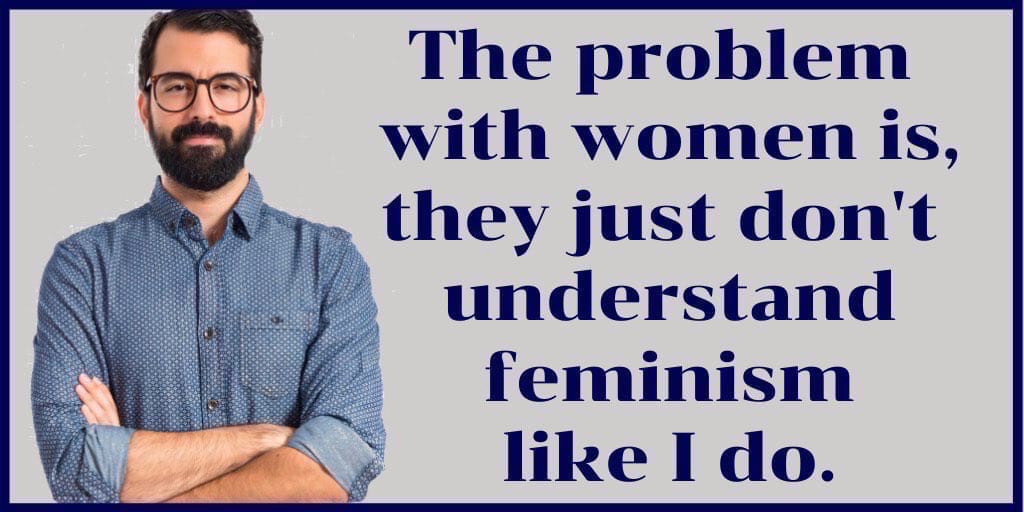 The problem
with women is,
they just don't
understand
feminism
like I do.